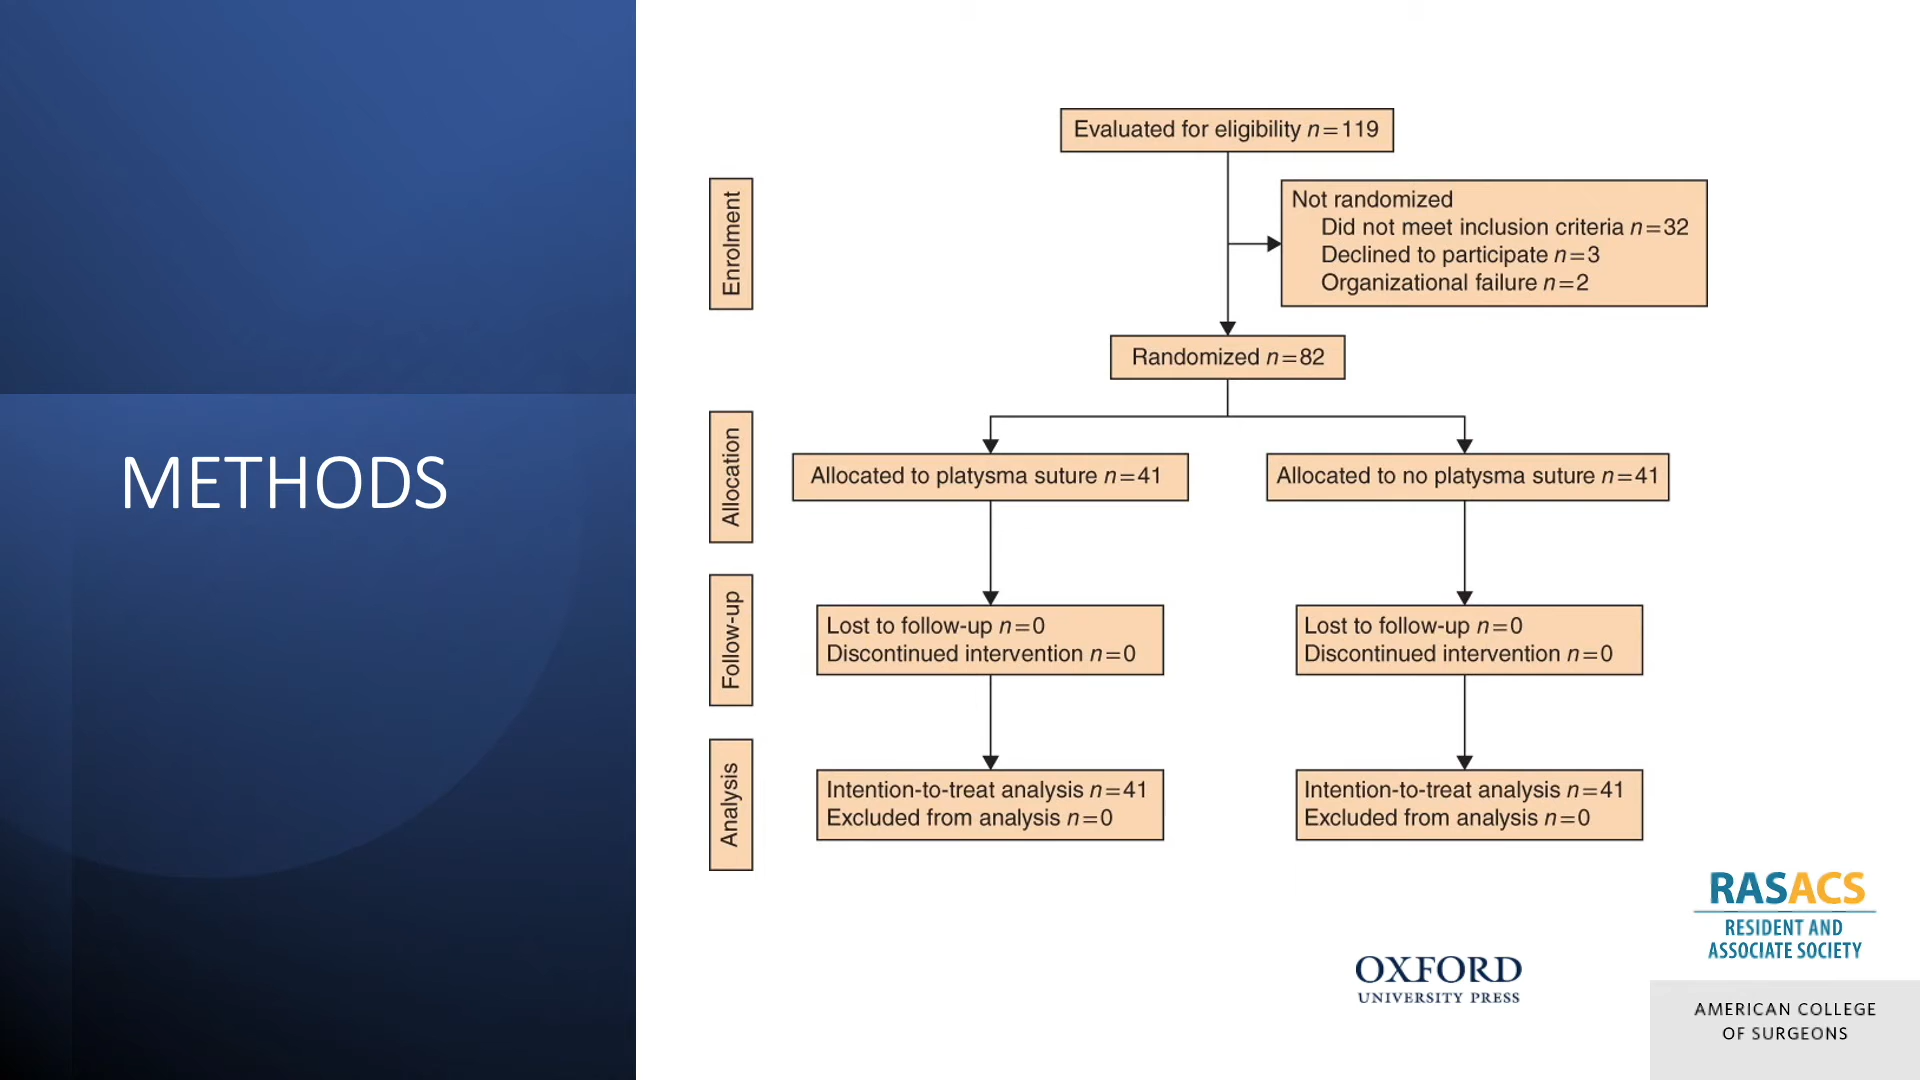 METHODS
Evaluated for eligibility n=119
Enrolment
Not randomized
Did not meet inclusion criteria n=32
Declined to participate n=3
Organizational failure n=2
Randomized n=82
Allocation
Allocated to platysma suture n=41
Allocated to no platysma suture n=41
Follow-up
Lost to follow-up n=0
Discontinued intervention n=0
Lost to follow-up n=0
Discontinued intervention n=0
Analysis
Intention-to-treat analysis n=41
Excluded from analysis n=0
Intention-to-treat analysis n=41
Excluded from analysis n=0
OXFORD
UNIVERSITY PRESS
RASACS
RESIDENT AND
ASSOCIATE SOCIETY
AMERICAN COLLEGE
OF SURGEONS